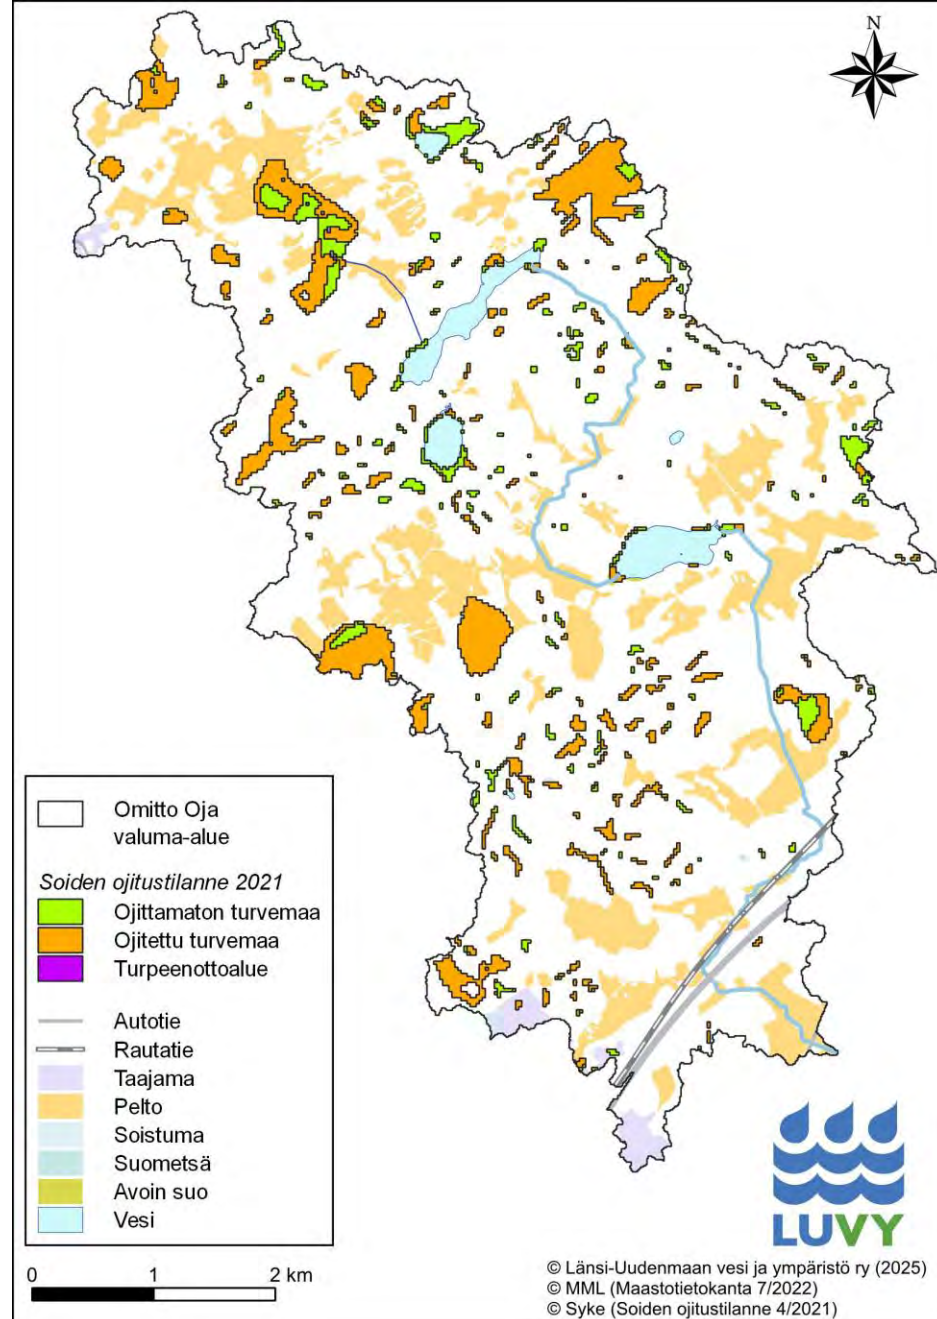 N
Omitto Oja
valuma-alue
Soiden ojitustilanne 2021
Ojittamaton turvemaa
Ojitettu turvemaa
Turpeenottoalue
Autotie
Rautatie
Taajama
Pelto
Soistuma
Suometsä
Avoin suo
Vesi
0 1 2 km
LUVY
© Länsi-Uudenmaan vesi ja ympäristö ry (2025)
© MML (Maastotietokanta 7/2022)
© Syke (Soiden ojitustilanne 4/2021)